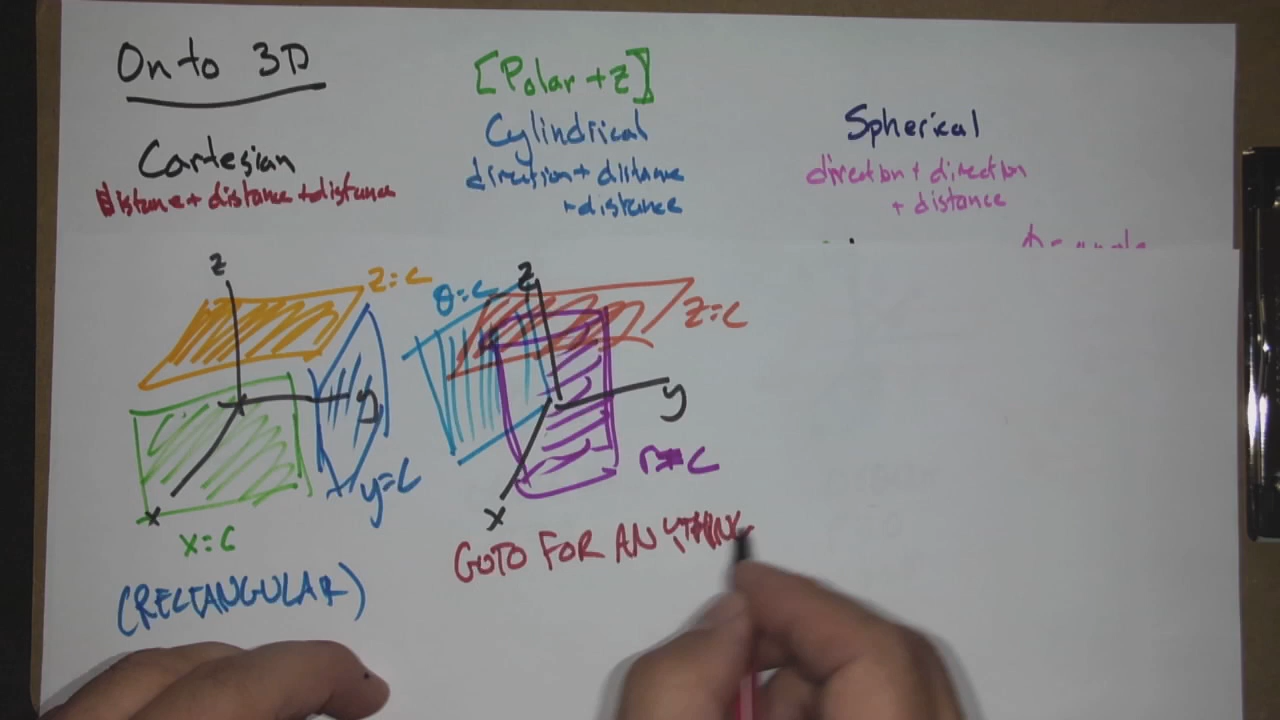 Onto 3D
[Polar + z]
Cartesian
distance + distance + distance
Cylindrical
direction + distance
+ distance
Spherical
direction + direction
+ distance
z
z=c
y
y=c
x
x=c
(RECTANGULAR)
θ=c
z
z=c
y
r=c
x
GOTO FOR ANYTHING